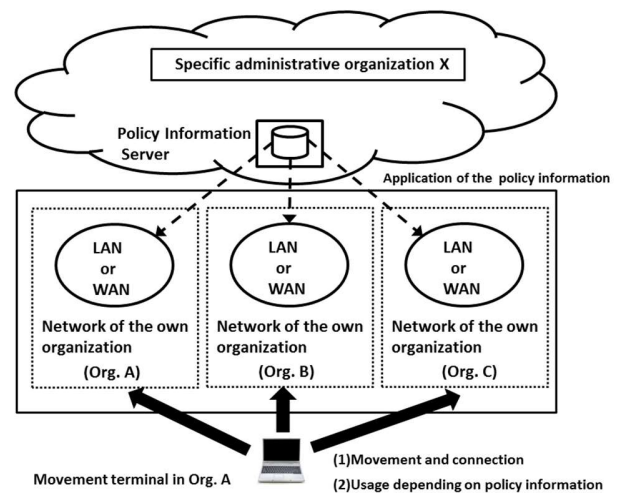 Specific administrative organization X
Policy Information
Server
Application of the policy information
LAN
or
WAN
Network of the own
organization
(Org. A)
LAN
or
WAN
Network of the own
organization
(Org. B)
LAN
or
WAN
Network of the own
organization
(Org. C)
Movement terminal in Org. A
(1)Movement and connection
(2)Usage depending on policy information